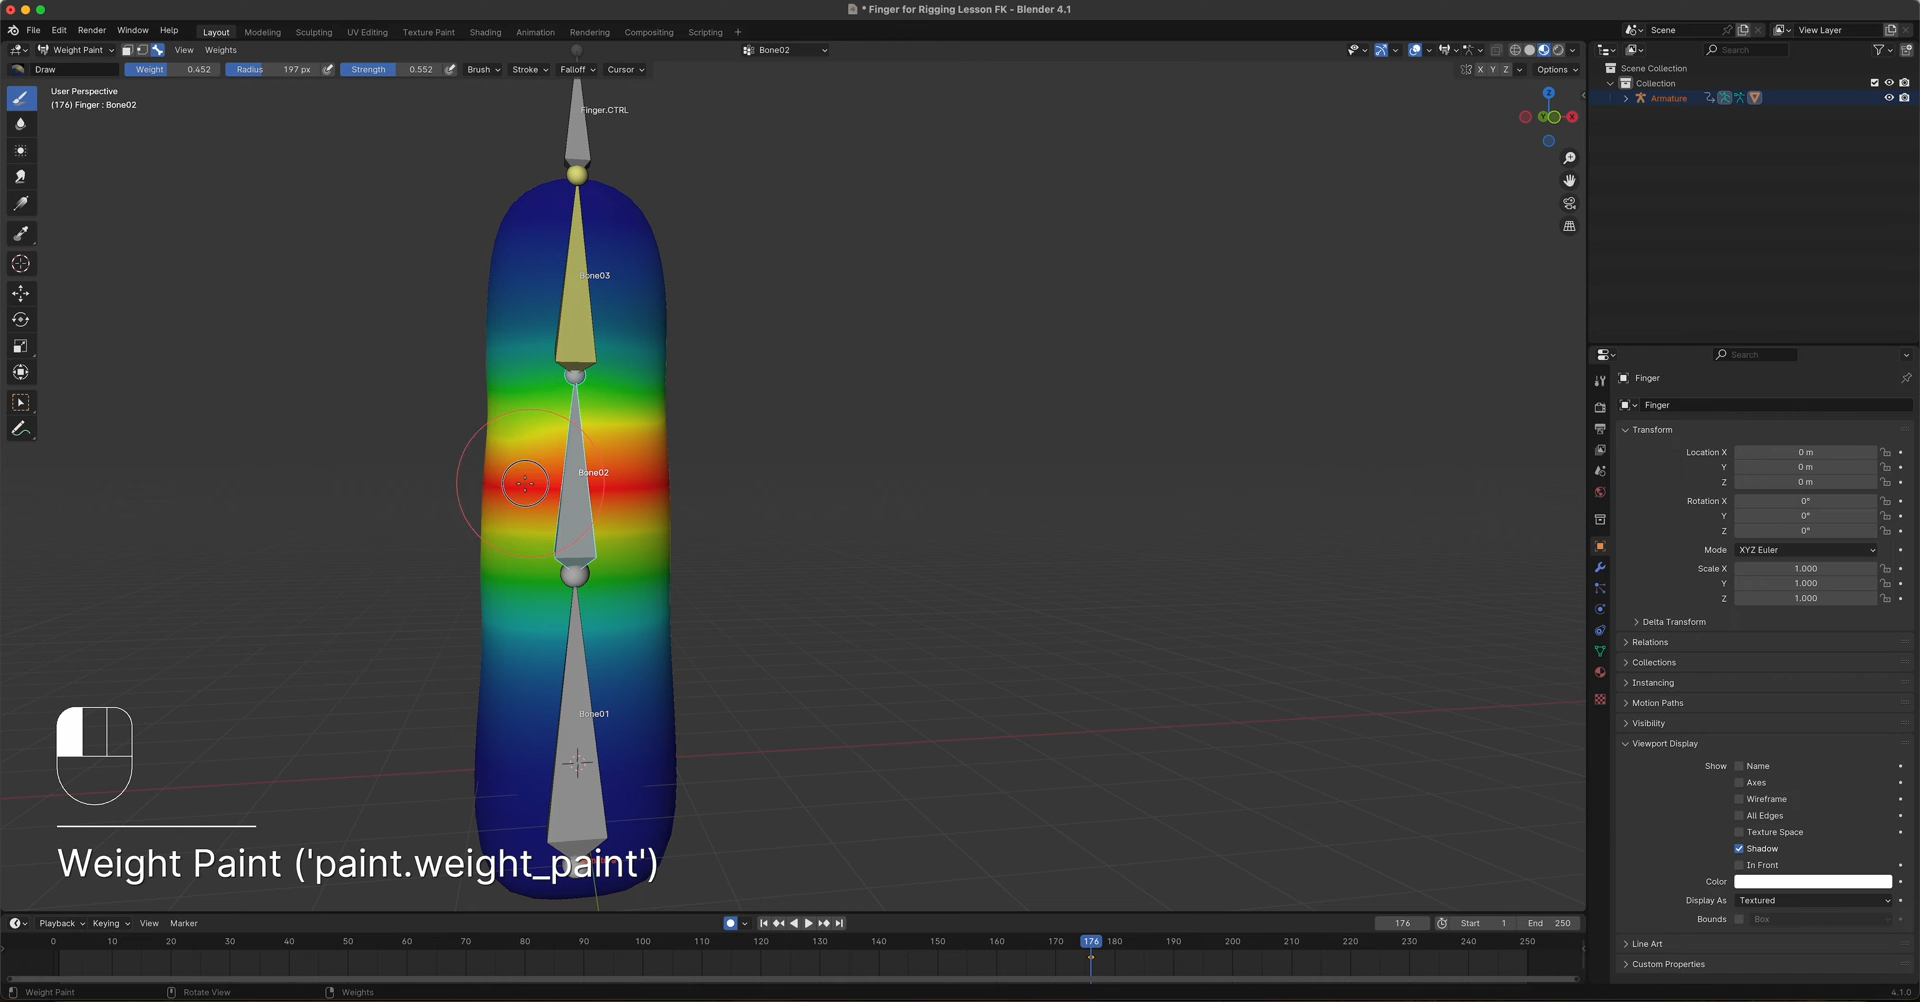 * Finger for Rigging Lesson FK - Blender 4.1
File Edit Render Window Help Layout Modeling Sculpting UV Editing Texture Paint Shading Animation Rendering Compositing Scripting +
Scene
View Layer
Weight Paint View Weights
Bone02
Search
Draw Weight 0.452 Radius 197 px Strength 0.552 Brush Stroke Falloff Cursor
X Y Z Options
User Perspective
(176) Finger : Bone02
Scene Collection
Collection
Armature
Z
Y
X
Finger.CTRL
Bone03
Bone02
Bone01
Weight Paint ('paint.weight_paint')
Search
Finger
Finger
Transform
Location X 0 m
Y 0 m
Z 0 m
Rotation X 0°
Y 0°
Z 0°
Mode XYZ Euler
Scale X 1.000
Y 1.000
Z 1.000
Delta Transform
Relations
Collections
Instancing
Motion Paths
Visibility
Viewport Display
Show Name
Axes
Wireframe
All Edges
Texture Space
Shadow
In Front
Color
Display As Textured
Bounds Box
Line Art
Custom Properties
Playback Keying View Marker
176 Start 1 End 250
0 10 20 30 40 50 60 70 80 90 100 110 120 130 140 150 160 170 176 180 190 200 210 220 230 240 250
Weight Paint Rotate View Weights 4.1.0